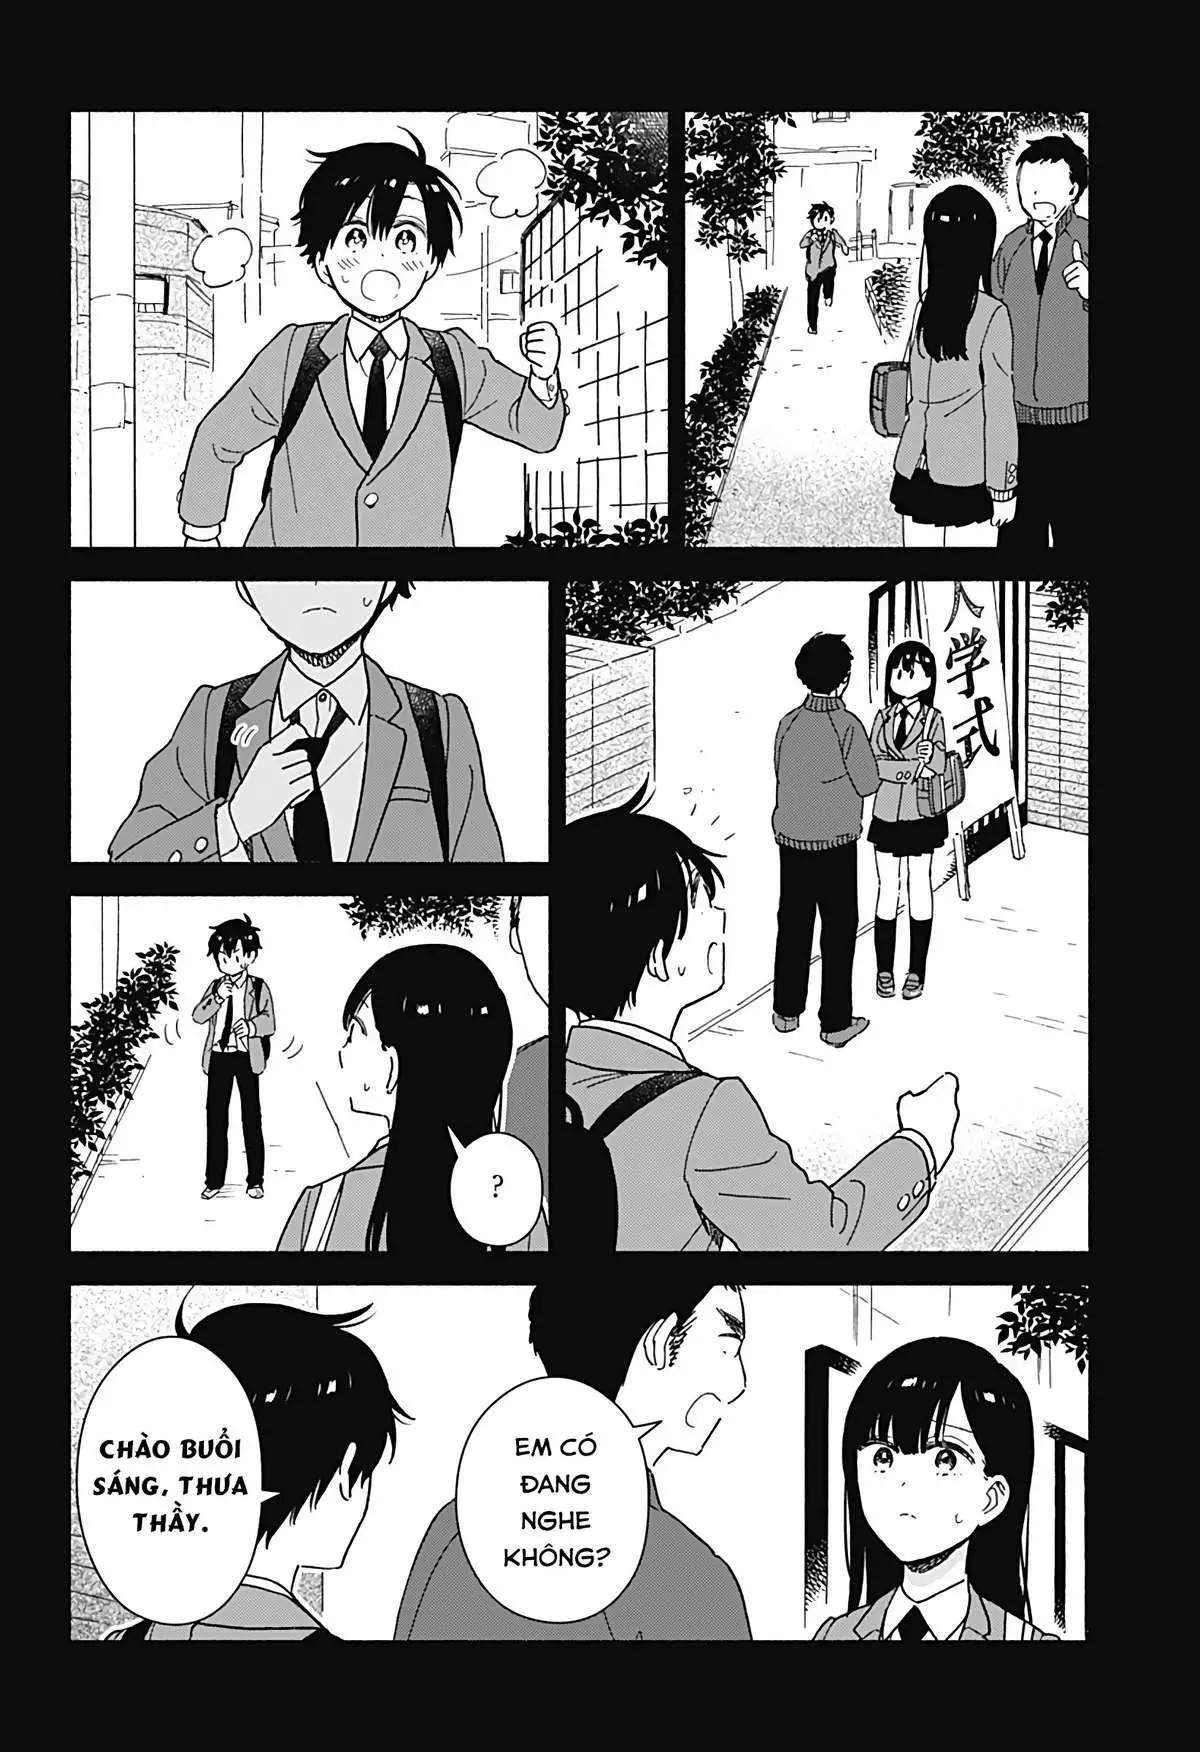 入学式
?
EM CÓ
ĐANG
NGHE
KHÔNG?
CHÀO BUỔI
SÁNG, THƯA
THẦY.